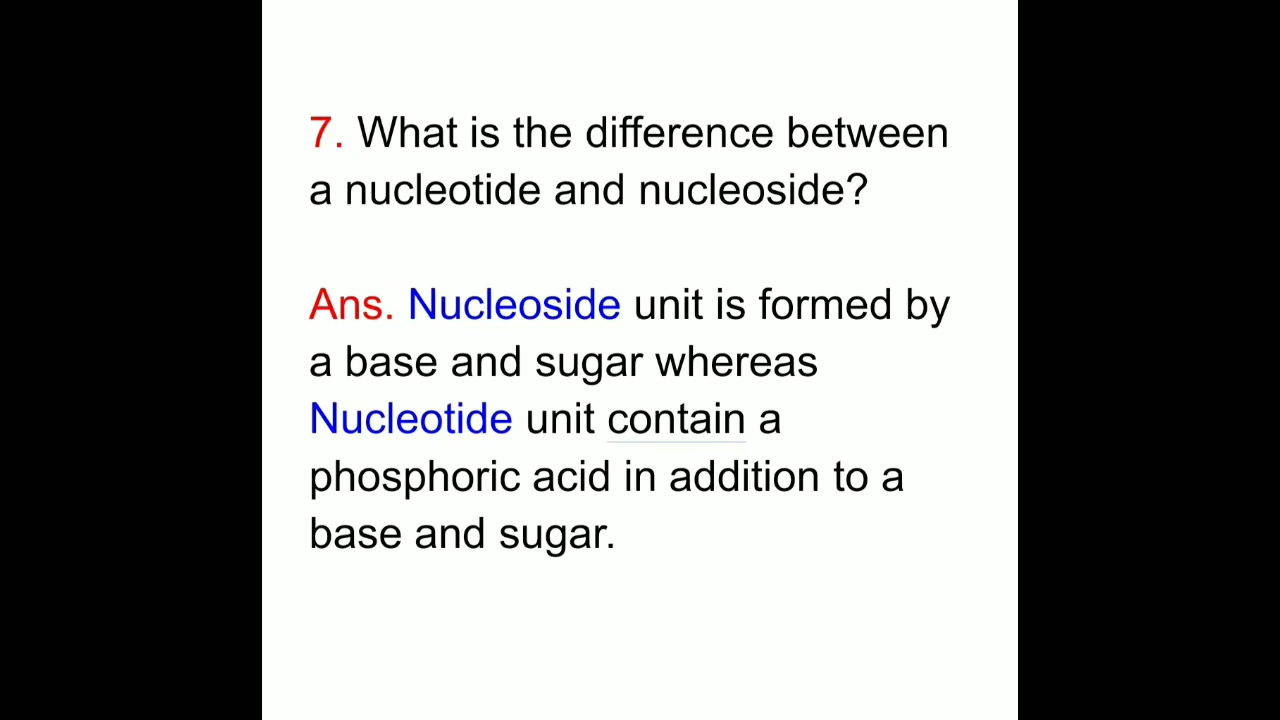 7. What is the difference between
a nucleotide and nucleoside?
Ans. Nucleoside unit is formed by
a base and sugar whereas
Nucleotide unit contain a
phosphoric acid in addition to a
base and sugar.